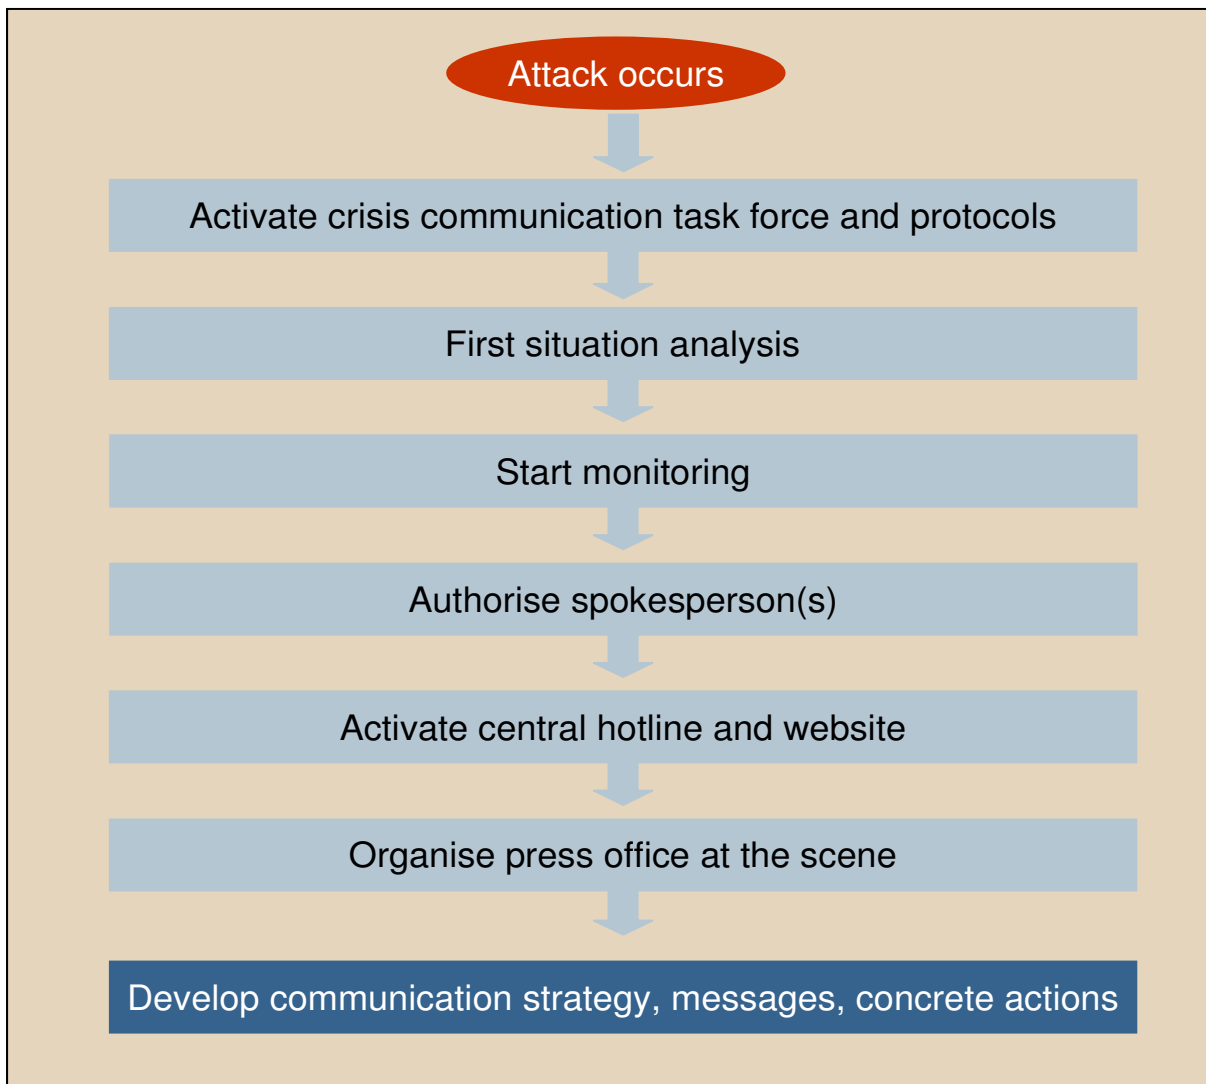 Attack occurs
Activate crisis communication task force and protocols
First situation analysis
Start monitoring
Authorise spokesperson(s)
Activate central hotline and website
Organise press office at the scene
Develop communication strategy, messages, concrete actions